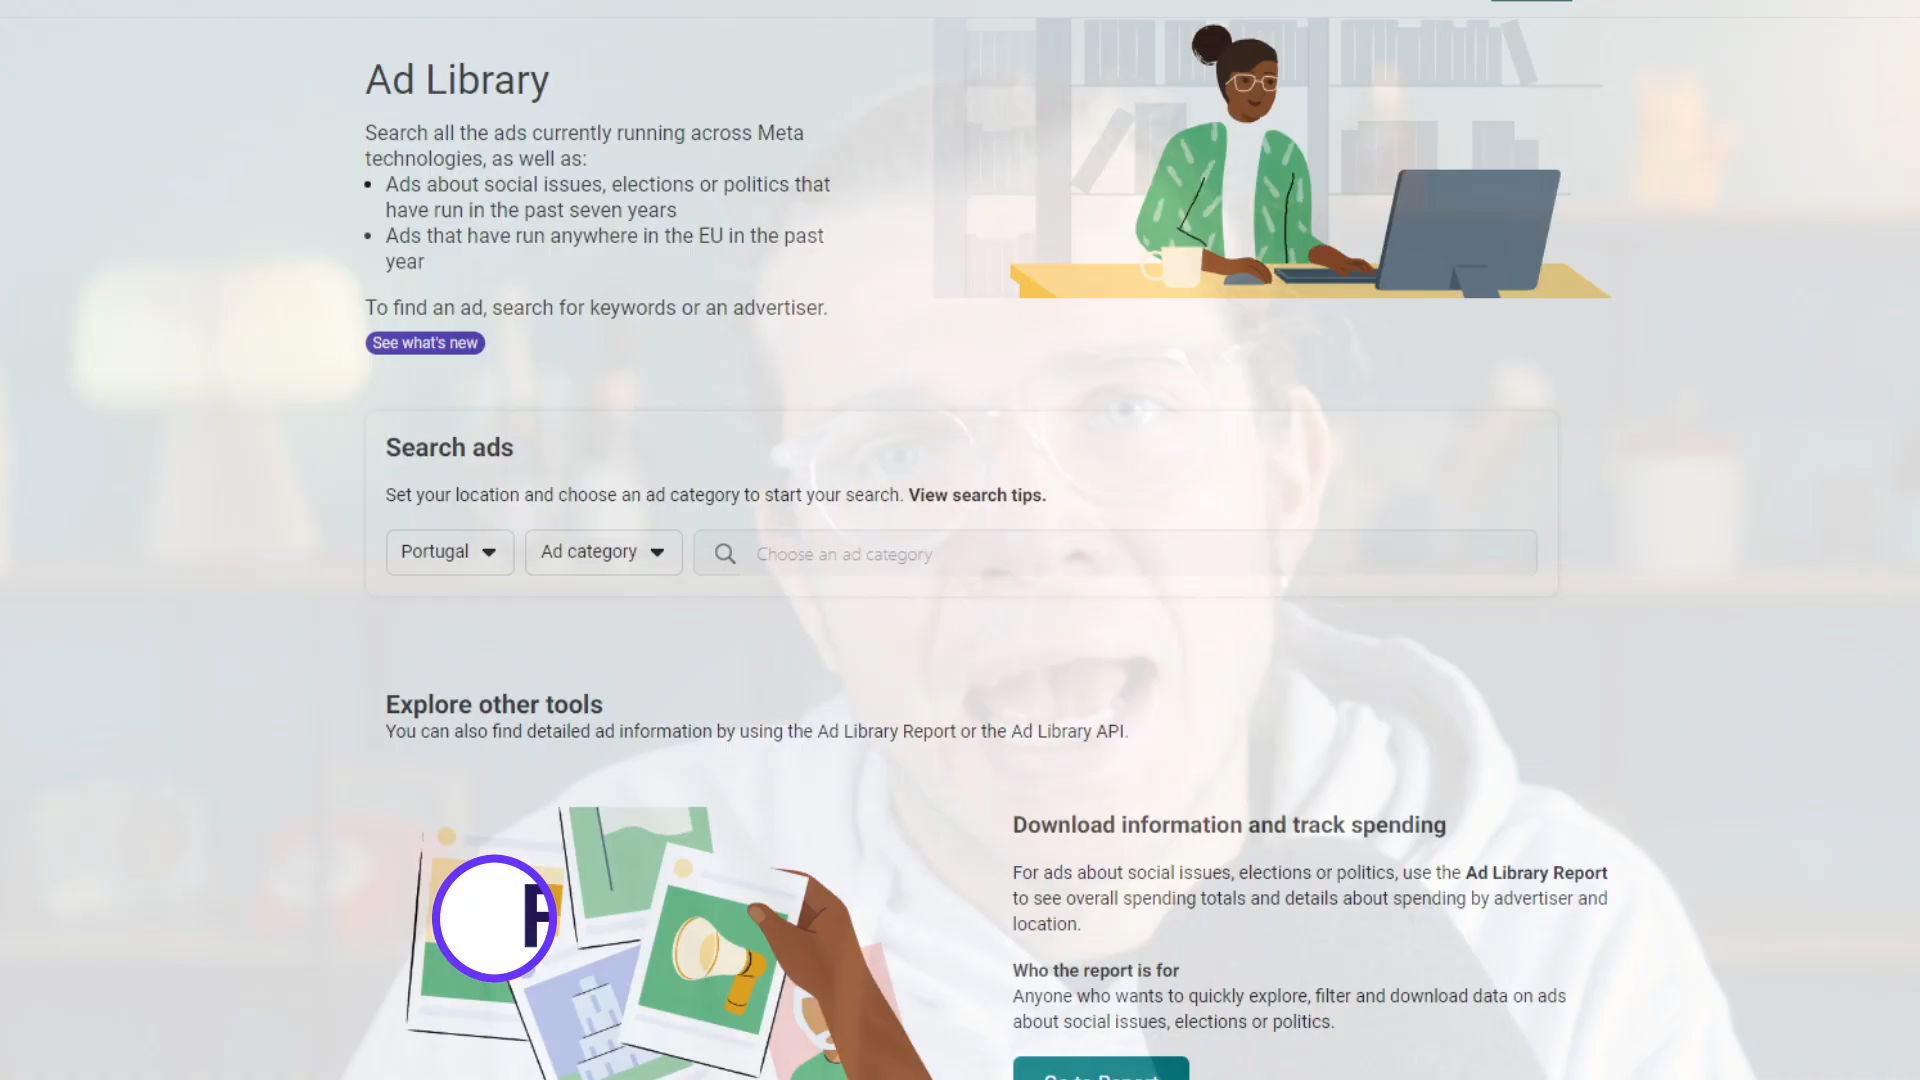 Ad Library
Search all the ads currently running across Meta
technologies, as well as:
Ads about social issues, elections or politics that
have run in the past seven years
Ads that have run anywhere in the EU in the past
year
To find an ad, search for keywords or an advertiser.
See what's new
Search ads
Set your location and choose an ad category to start your search. View search tips.
Portugal
Ad category
Choose an ad category
Explore other tools
You can also find detailed ad information by using the Ad Library Report or the Ad Library API.
Download information and track spending
For ads about social issues, elections or politics, use the Ad Library Report
to see overall spending totals and details about spending by advertiser and
location.
Who the report is for
Anyone who wants to quickly explore, filter and download data on ads
about social issues, elections or politics.
Go to Report